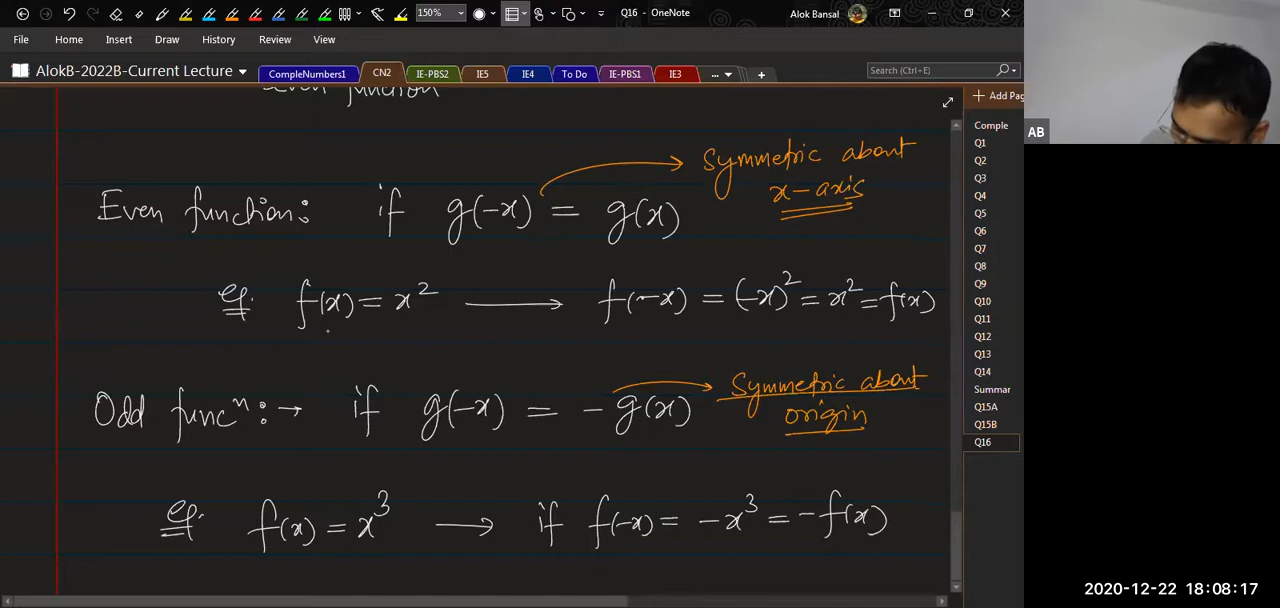 150%
Q16 - OneNote
Alok Bansal
File Home Insert Draw History Review View
AlokB-2022B-Current Lecture CompleNumbers1 CN2 IE-PBS2 IE5 IE4 To Do IE-PBS1 IE3 ... + Search (Ctrl+E)
Even function
Symmetric about
x-axis
Even function: if g(-x) = g(x)
eg. f(x) = x² → f(-x) = (-x)² = x² = f(x)
Symmetric about
origin
Odd funcⁿ: → if g(-x) = - g(x)
eg. f(x) = x³ → if f(-x) = -x³ = -f(x)
+ Add Pag
Comple
Q1
Q2
Q3
Q4
Q5
Q6
Q7
Q8
Q9
Q10
Q11
Q12
Q13
Q14
Summar
Q15A
Q15B
Q16
AB
2020-12-22 18:08:17